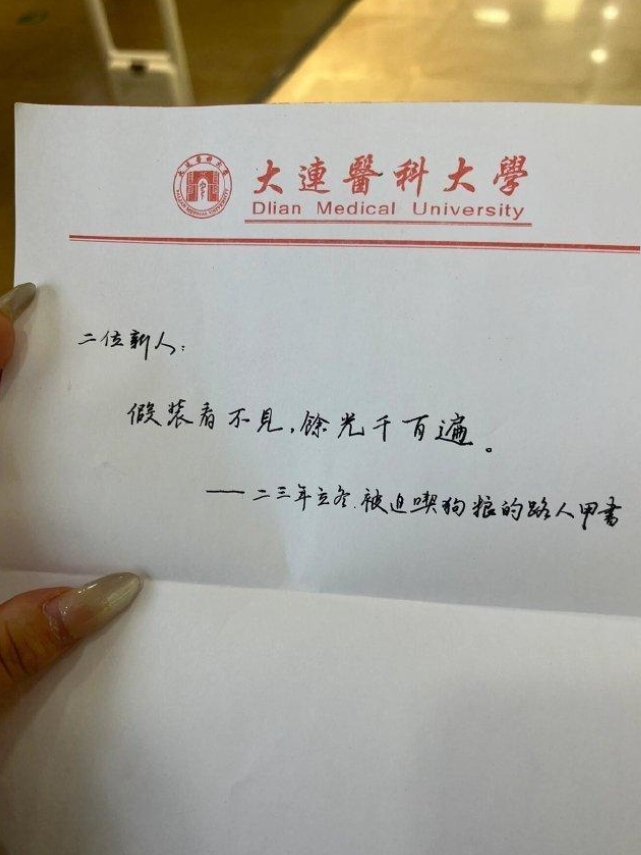 大連醫科大學
Dlian Medical University
二位新人：
假装看不見，餘光千百遍。
——二三年立冬.被迫喫狗粮的路人甲書